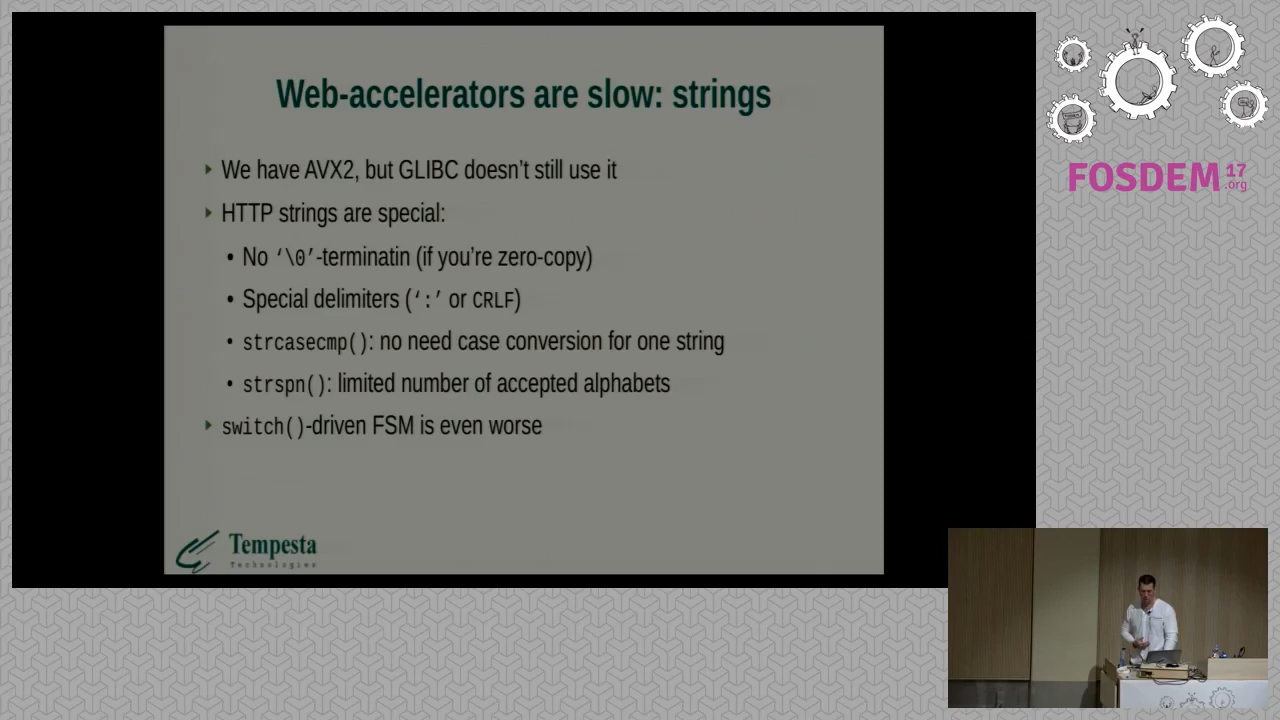 Web-accelerators are slow: strings
We have AVX2, but GLIBC doesn't still use it
HTTP strings are special:
No '\0'-terminatin (if you're zero-copy)
Special delimiters (':' or CRLF)
strcasecmp(): no need case conversion for one string
strspn(): limited number of accepted alphabets
switch()-driven FSM is even worse
Tempesta
Technologies
FOSDEM 17
.org